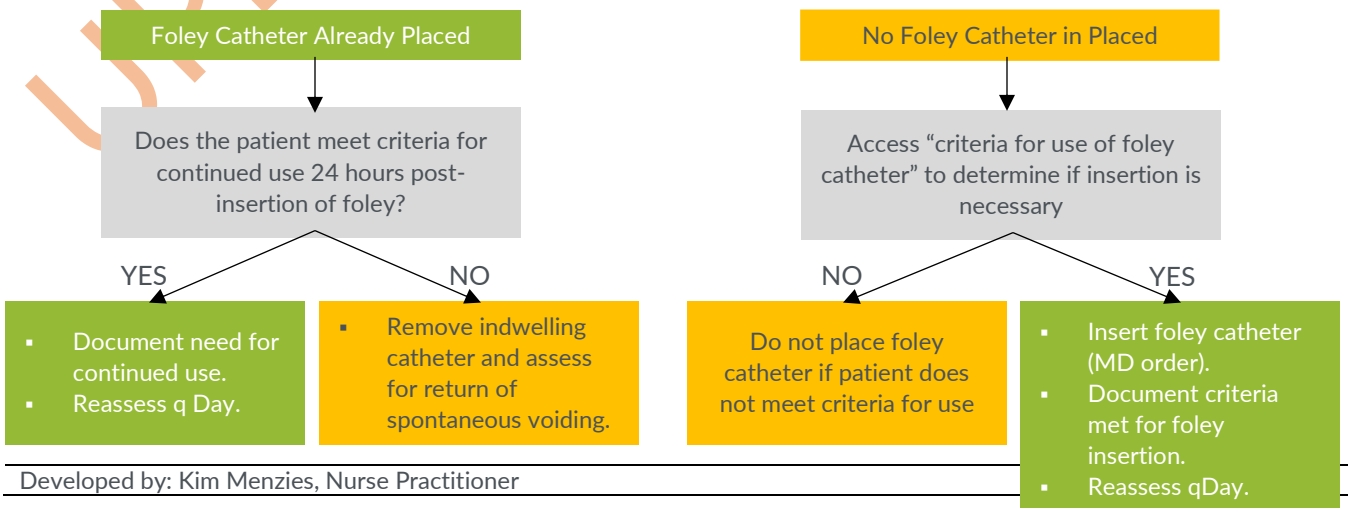 Foley Catheter Already Placed
Does the patient meet criteria for
continued use 24 hours post-
insertion of foley?
YES
NO
▪ Document need for
continued use.
▪ Reassess q Day.
▪ Remove indwelling
catheter and assess
for return of
spontaneous voiding.
No Foley Catheter in Placed
Access “criteria for use of foley
catheter” to determine if insertion is
necessary
NO
YES
Do not place foley
catheter if patient does
not meet criteria for use
▪ Insert foley catheter
(MD order).
▪ Document criteria
met for foley
insertion.
▪ Reassess qDay.
Developed by: Kim Menzies, Nurse Practitioner